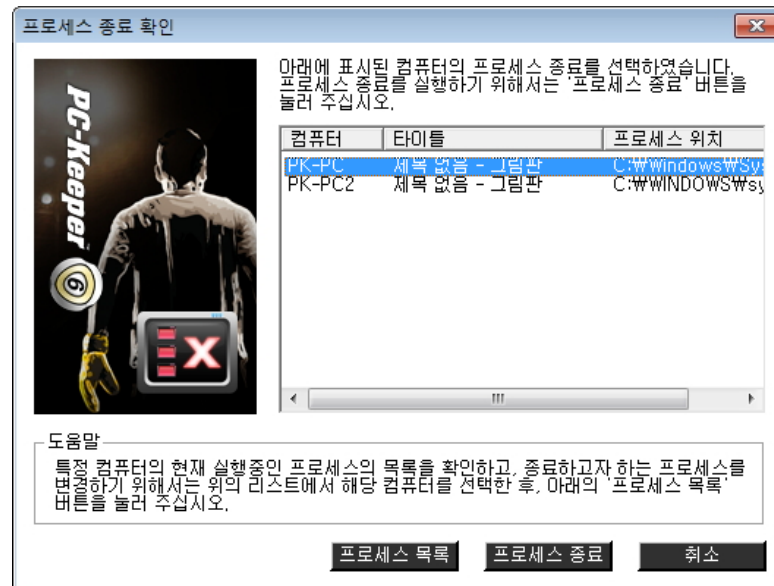 프로세스 종료 확인
아래에 표시된 컴퓨터의 프로세스 종료를 선택하였습니다.
프로세스 종료를 실행하기 위해서는 '프로세스 종료' 버튼을
눌러 주십시오.
PC-Keeper 6
컴퓨터 타이틀 프로세스 위치
PK-PC 제목 없음 - 그림판 C:₩Windows₩Sys
PK-PC2 제목 없음 - 그림판 C:₩WINDOWS₩sy
도움말
특정 컴퓨터의 현재 실행중인 프로세스의 목록을 확인하고, 종료하고자 하는 프로세스를
변경하기 위해서는 위의 리스트에서 해당 컴퓨터를 선택한 후, 아래의 '프로세스 목록'
버튼을 눌러 주십시오.
프로세스 목록 프로세스 종료 취소